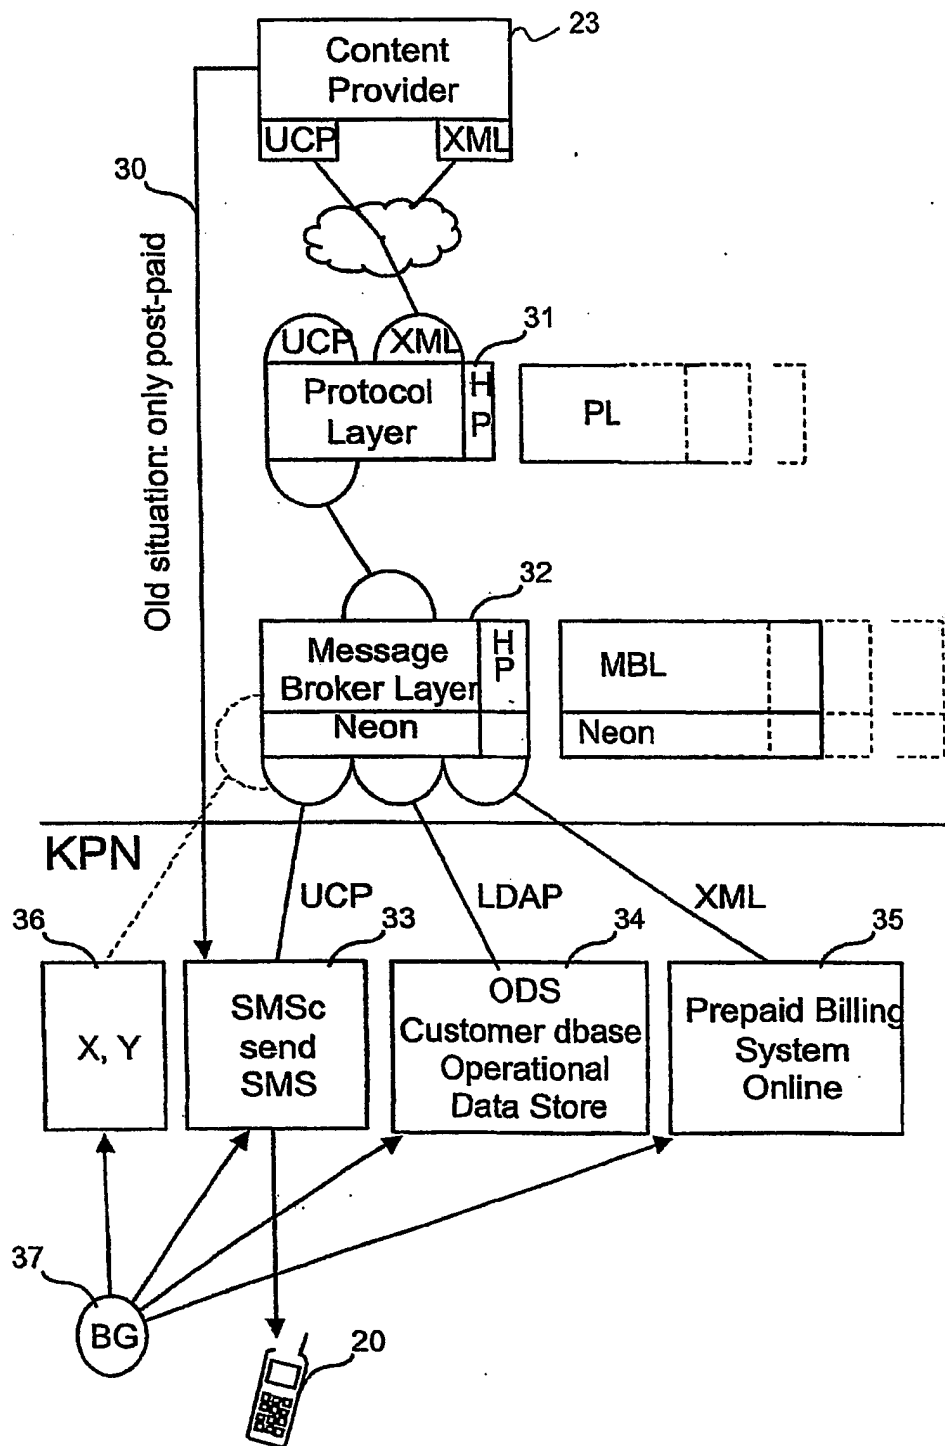 23
Content
Provider
UCP XML
30
Old situation: only post-paid
31
UCP XML
H
P
Protocol
Layer
PL
32
Message
Broker Layer
H
P
Neon
MBL
Neon
KPN
UCP
LDAP
XML
36
33
34
35
X, Y
SMSc
send
SMS
ODS
Customer dbase
Operational
Data Store
Prepaid Billing
System
Online
37
BG
20